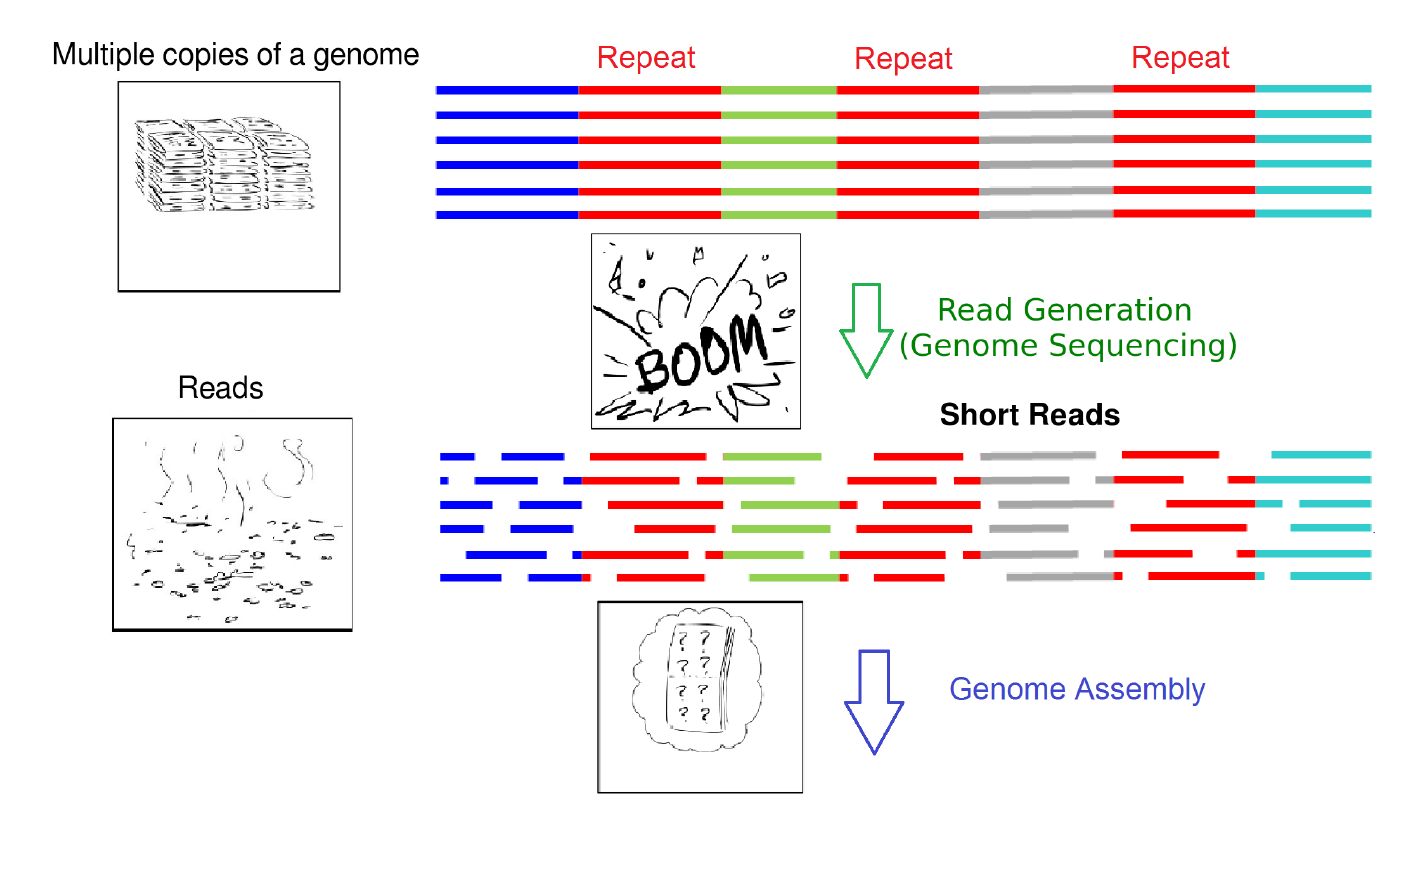 Multiple copies of a genome
Repeat
Repeat
Repeat
BOOM
Read Generation
(Genome Sequencing)
Reads
Short Reads
? ?
? ?
? ?
? ?
Genome Assembly